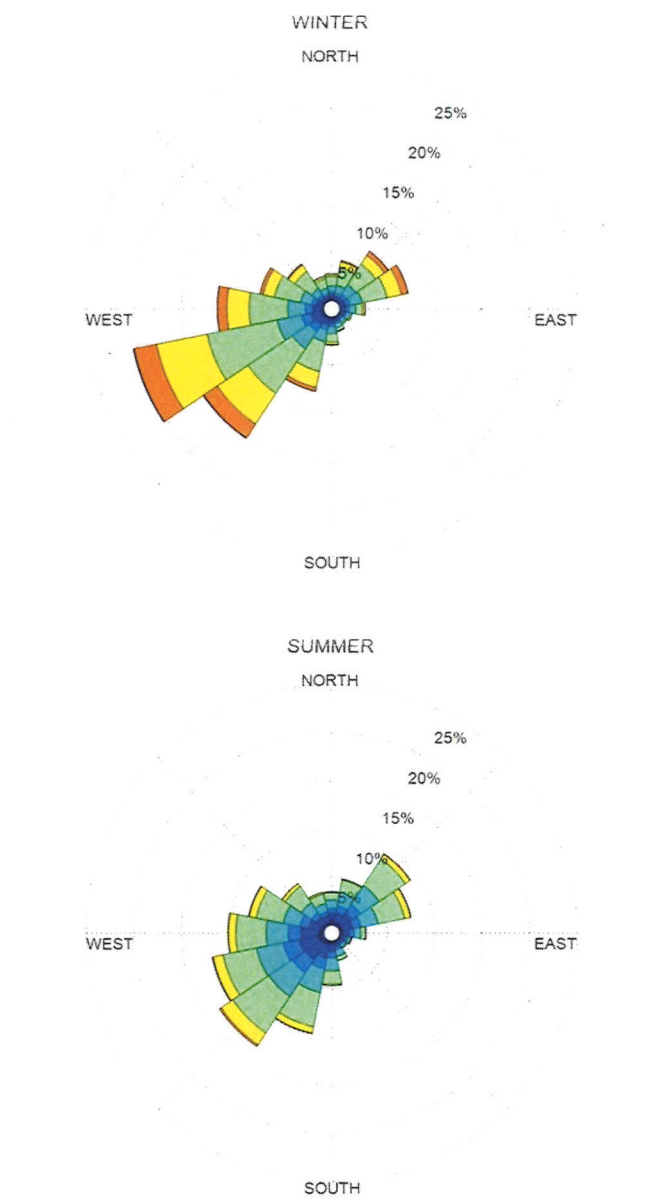 WINTER
NORTH
25%
20%
15%
10%
5%
WEST
EAST
SOUTH
SUMMER
NORTH
25%
20%
15%
10%
5%
WEST
EAST
SOUTH